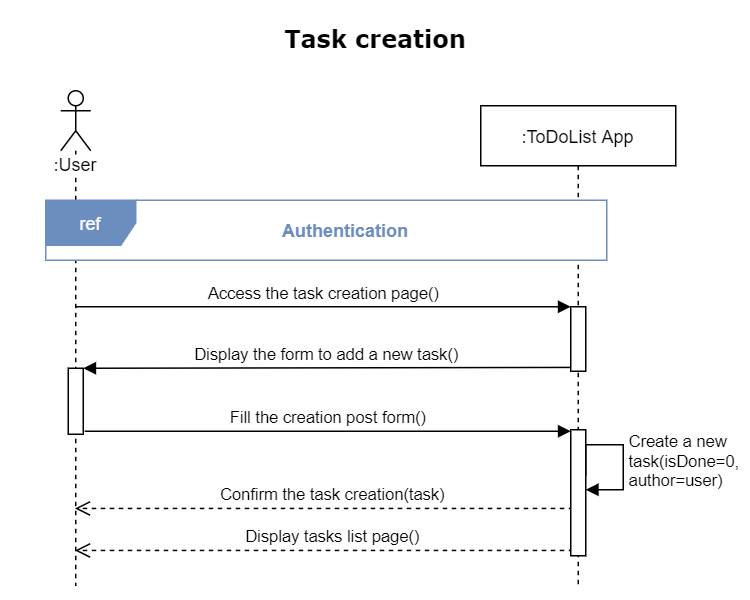 Task creation
:User
:ToDoList App
ref
Authentication
Access the task creation page()
Display the form to add a new task()
Fill the creation post form()
Create a new
task(isDone=0,
author=user)
Confirm the task creation(task)
Display tasks list page()